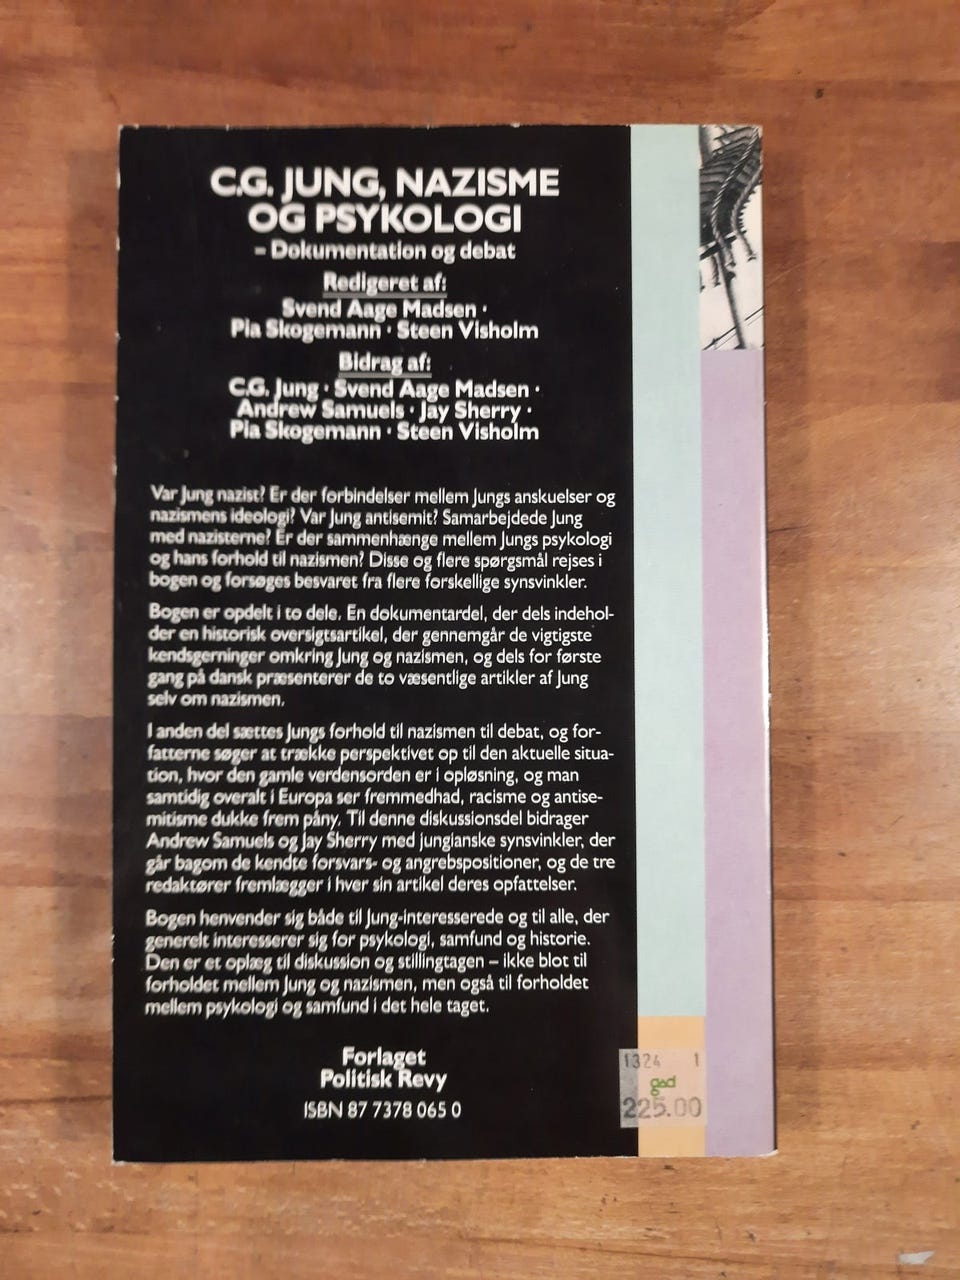 C.G. JUNG, NAZISME
OG PSYKOLOGI
– Dokumentation og debat
Redigeret af:
Svend Aage Madsen ·
Pia Skogemann · Steen Visholm
Bidrag af:
C.G. Jung · Svend Aage Madsen ·
Andrew Samuels · Jay Sherry ·
Pia Skogemann · Steen Visholm
Var Jung nazist? Er der forbindelser mellem Jungs anskuelser og
nazismens ideologi? Var Jung antisemit? Samarbejdede Jung
med nazisterne? Er der sammenhænge mellem Jungs psykologi
og hans forhold til nazismen? Disse og flere spørgsmål rejses i
bogen og forsøges besvaret fra flere forskellige synsvinkler.
Bogen er opdelt i to dele. En dokumentardel, der dels indehol-
der en historisk oversigtsartikel, der gennemgår de vigtigste
kendsgerninger omkring Jung og nazismen, og dels for første
gang på dansk præsenterer de to væsentlige artikler af Jung
selv om nazismen.
I anden del sættes Jungs forhold til nazismen til debat, og for-
fatterne søger at trække perspektivet op til den aktuelle situa-
tion, hvor den gamle verdensorden er i opløsning, og man
samtidig overalt i Europa ser fremmedhad, racisme og antise-
mitisme dukke frem påny. Til denne diskussionsdel bidrager
Andrew Samuels og Jay Sherry med jungianske synsvinkler, der
går bagom de kendte forsvars- og angrebspositioner, og de tre
redaktører fremlægger i hver sin artikel deres opfattelser.
Bogen henvender sig både til Jung-interesserede og til alle, der
generelt interesserer sig for psykologi, samfund og historie.
Den er et oplæg til diskussion og stillingtagen – ikke blot til
forholdet mellem Jung og nazismen, men også til forholdet
mellem psykologi og samfund i det hele taget.
Forlaget
Politisk Revy
ISBN 87 7378 065 0
1324 1
gad
225.00